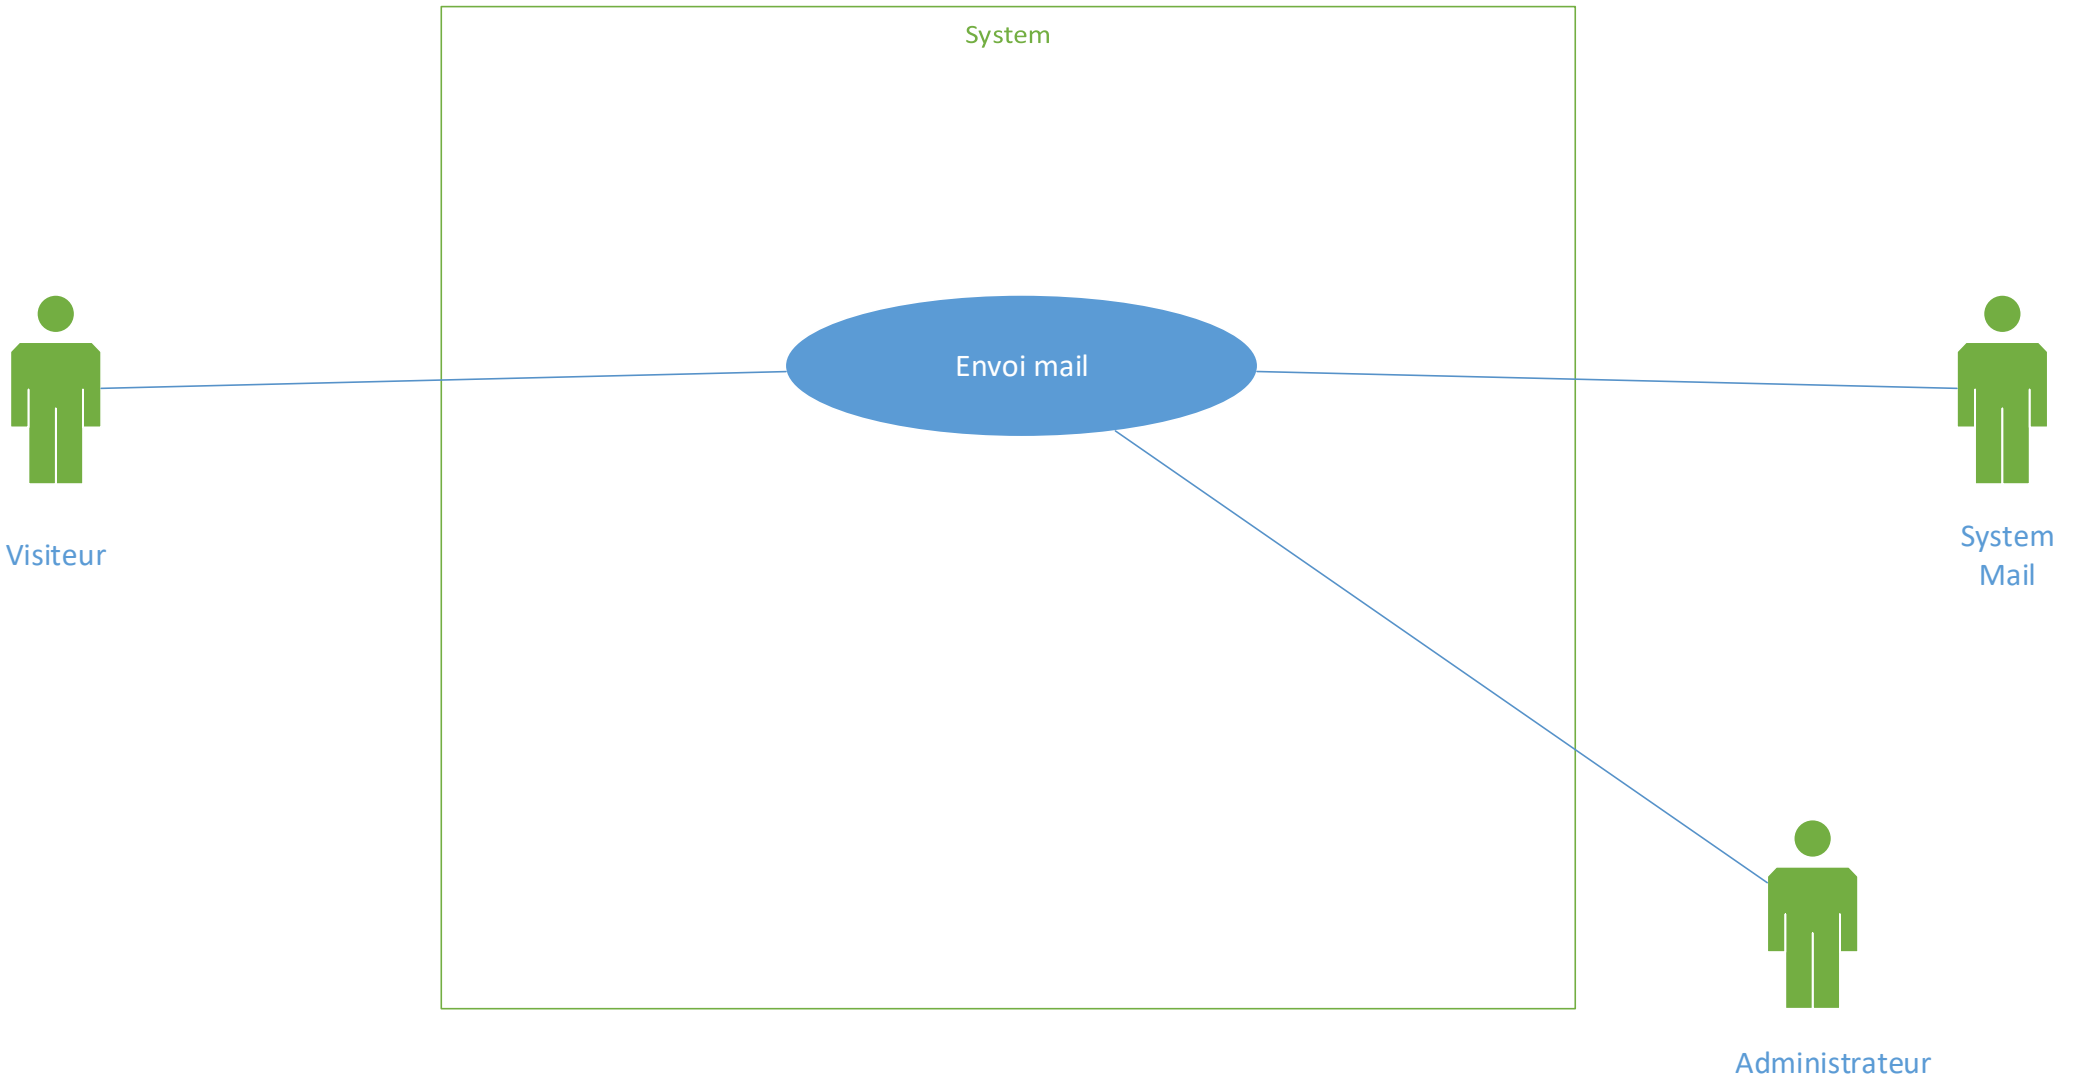 System
Envoi mail
Visiteur
System
Mail
Administrateur